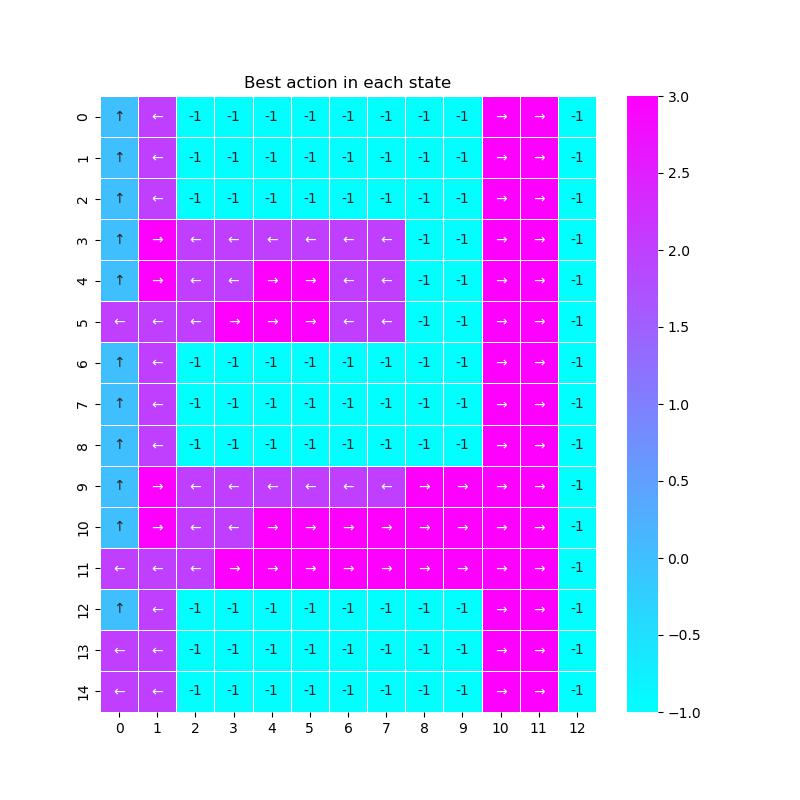 Best action in each state
0 ↑ ← -1 -1 -1 -1 -1 -1 -1 -1 → → -1
1 ↑ ← -1 -1 -1 -1 -1 -1 -1 -1 → → -1
2 ↑ ← -1 -1 -1 -1 -1 -1 -1 -1 → → -1
3 ↑ → ← ← ← ← ← ← -1 -1 → → -1
4 ↑ → ← ← → → ← ← -1 -1 → → -1
5 ← ← ← → → → ← ← -1 -1 → → -1
6 ↑ ← -1 -1 -1 -1 -1 -1 -1 -1 → → -1
7 ↑ ← -1 -1 -1 -1 -1 -1 -1 -1 → → -1
8 ↑ ← -1 -1 -1 -1 -1 -1 -1 -1 → → -1
9 ↑ → ← ← ← ← ← ← → → → → -1
10 ↑ → ← ← → → → → → → → → -1
11 ← ← ← → → → → → → → → → -1
12 ↑ ← -1 -1 -1 -1 -1 -1 -1 -1 → → -1
13 ← ← -1 -1 -1 -1 -1 -1 -1 -1 → → -1
14 ← ← -1 -1 -1 -1 -1 -1 -1 -1 → → -1
0 1 2 3 4 5 6 7 8 9 10 11 12
3.0
2.5
2.0
1.5
1.0
0.5
0.0
−0.5
−1.0